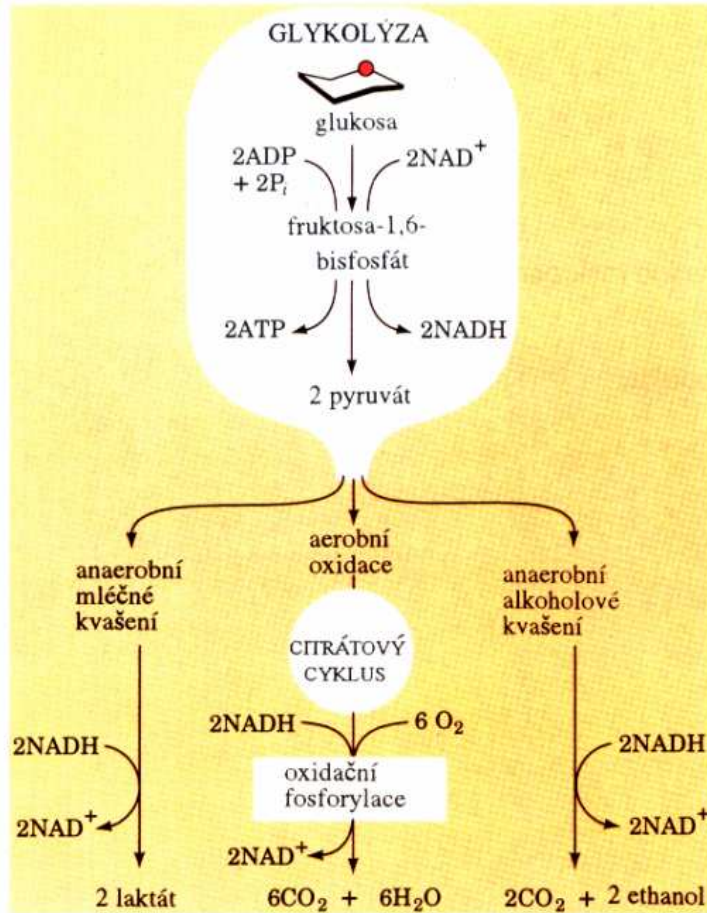 GLYKOLÝZA
glukosa
2ADP
+ 2Pi
2NAD+
fruktosa-1,6-
bisfosfát
2ATP
2NADH
2 pyruvát
anaerobní
mléčné
kvašení
aerobní
oxidace
anaerobní
alkoholové
kvašení
CITRÁTOVÝ
CYKLUS
2NADH
6 O2
2NADH
2NADH
oxidační
fosforylace
2NAD+
2NAD+
2NAD+
2 laktát
6CO2 + 6H2O
2CO2 + 2 ethanol